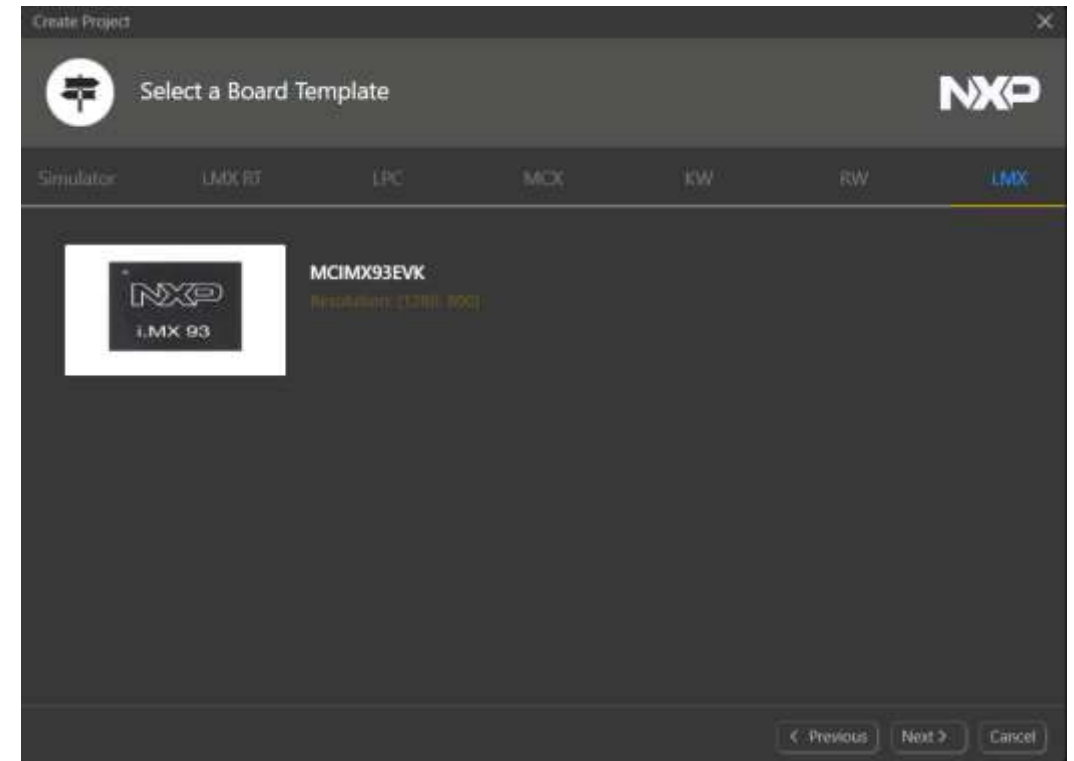 Create Project
Select a Board Template
NXP
Simulator i.MX RT LPC MCX KW RW i.MX
NXP
i.MX 93
MCIMX93EVK
Resolution: (1280, 800)
< Previous Next > Cancel